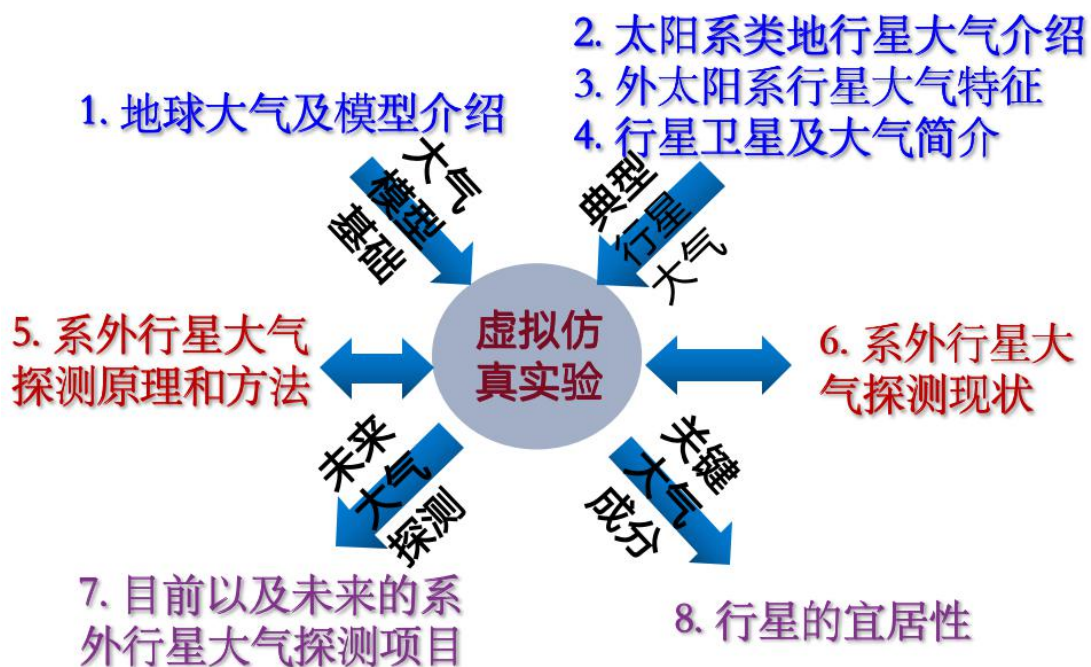 2. 太阳系类地行星大气介绍
3. 外太阳系行星大气特征
4. 行星卫星及大气简介
1. 地球大气及模型介绍
大气
模型
基础
典型
行星
大气
虚拟仿
真实验
5. 系外行星大气
探测原理和方法
6. 系外行星大
气探测现状
未来
大气
探测
关键
大气
成分
7. 目前以及未来的系
外行星大气探测项目
8. 行星的宜居性